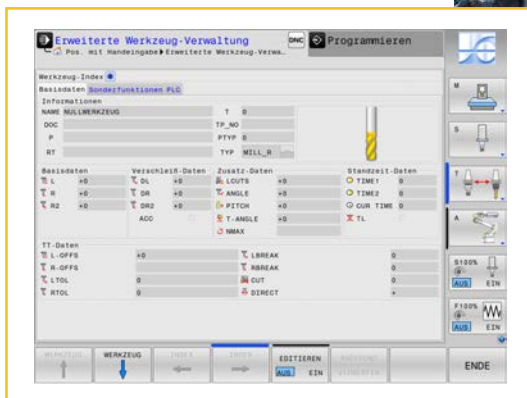 Erweiterte Werkzeug-Verwaltung DNC Programmieren
Pos. mit Handeingabe Erweiterte Werkzeug-Verwa…
Werkzeug-Index
Basisdaten Sonderfunktionen PLC
Informationen
NAME NULLWERKZEUG T 0
DOC TP_NO
P PTYP 0
RT TYP MILL_R
Basisdaten Verschleiß-Daten Zusatz-Daten Standzeit-Daten
L +0 DL +0 LCUTS +0 TIME1 0
R +0 DR +0 ANGLE +0 TIME2 0
R2 +0 DR2 +0 PITCH +0 CUR TIME 0
ACC T-ANGLE +0 TL
NMAX
TT-Daten
L-OFFS +0 LBREAK 0
R-OFFS RBREAK 0
LTOL 0 CUT 0
RTOL 0 DIRECT +
M
S
T
A
S100%
AUS EIN
F100%
AUS EIN
WERKZEUG WERKZEUG INDEX INDEX EDITIEREN
AUS EIN
ENDE